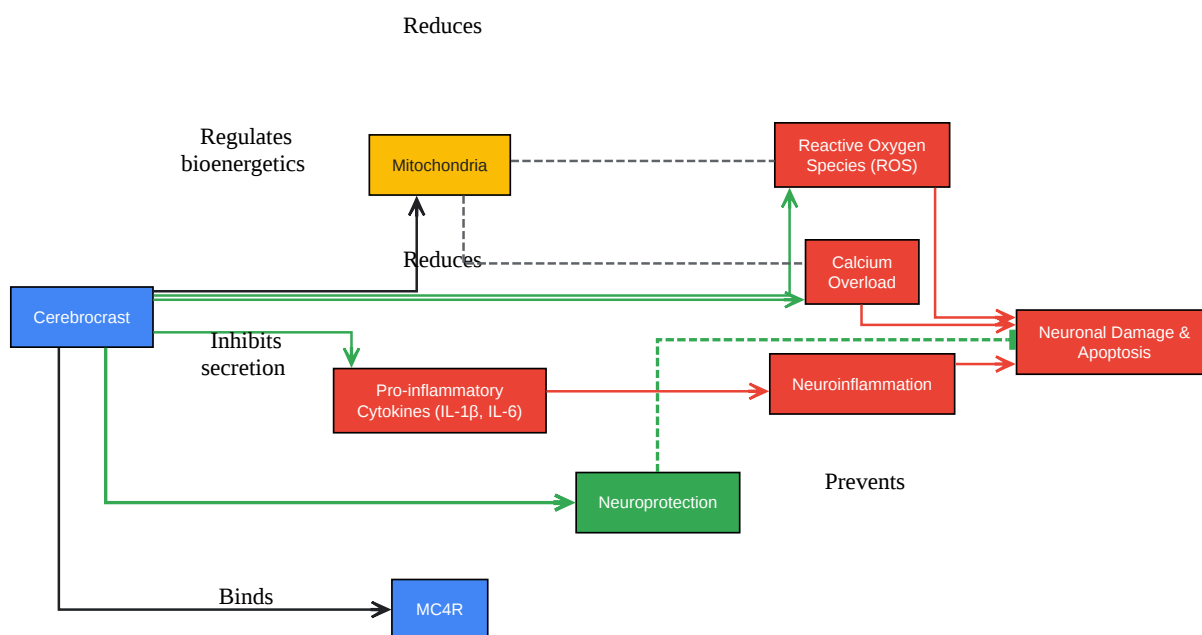 Reduces
Regulates
bioenergetics
Mitochondria
Reactive Oxygen
Species (ROS)
Reduces
Calcium
Overload
Cerebrocrast
Inhibits
secretion
Neuronal Damage &
Apoptosis
Pro-inflammatory
Cytokines (IL-1β, IL-6)
Neuroinflammation
Prevents
Neuroprotection
Binds
MC4R